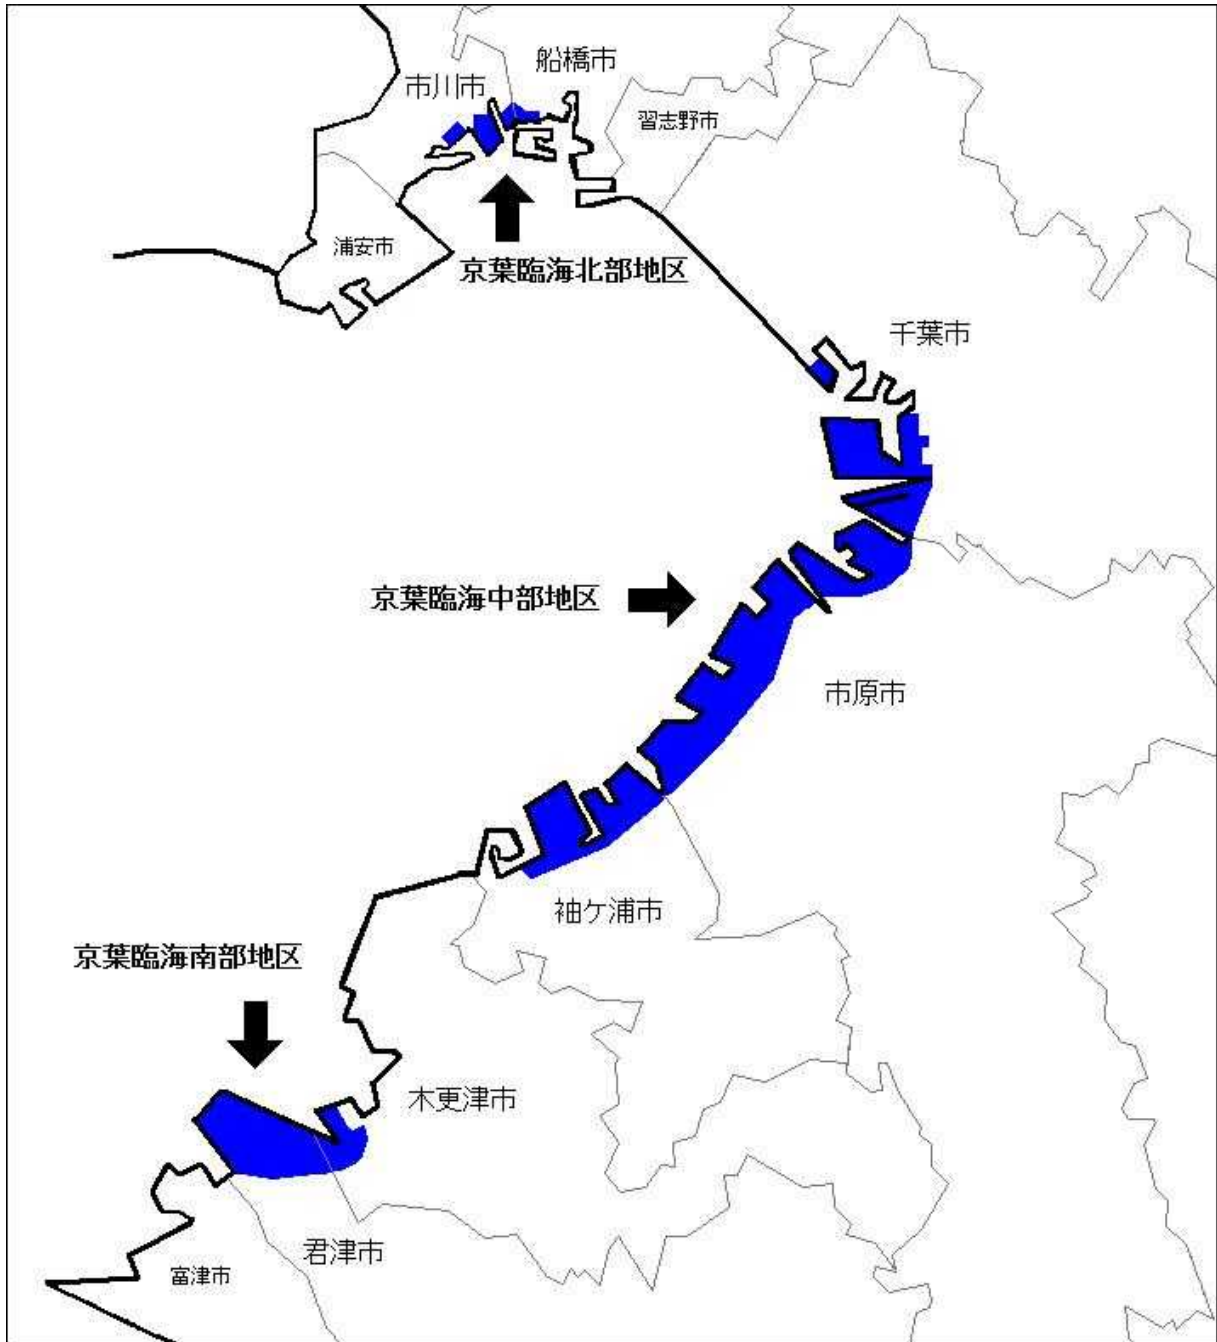 船橋市
市川市
習志野市
浦安市
京葉臨海北部地区
千葉市
京葉臨海中部地区
市原市
袖ケ浦市
京葉臨海南部地区
木更津市
君津市
富津市